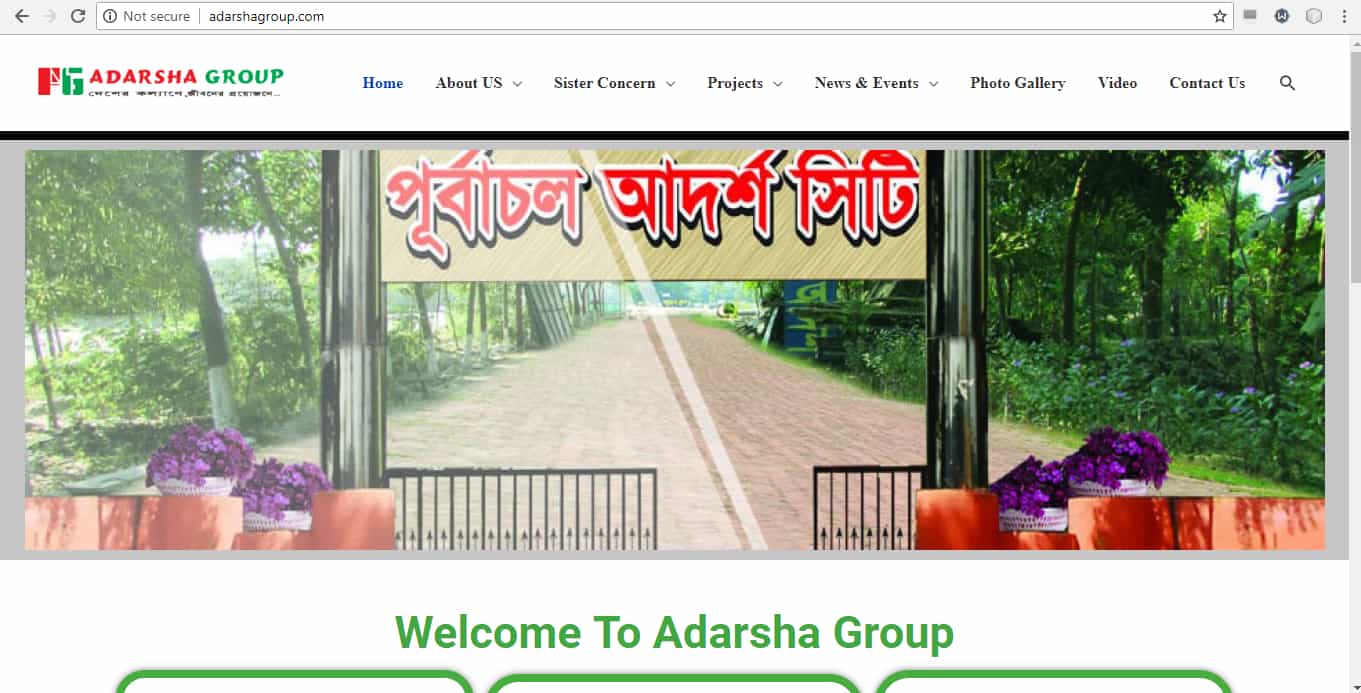 Not secure adarshagroup.com
ADARSHA GROUP
দেশের কল্যানে,জীবনের প্রয়োজনে...
Home About US Sister Concern Projects News & Events Photo Gallery Video Contact Us
পূর্বাচল আদর্শ সিটি
Welcome To Adarsha Group